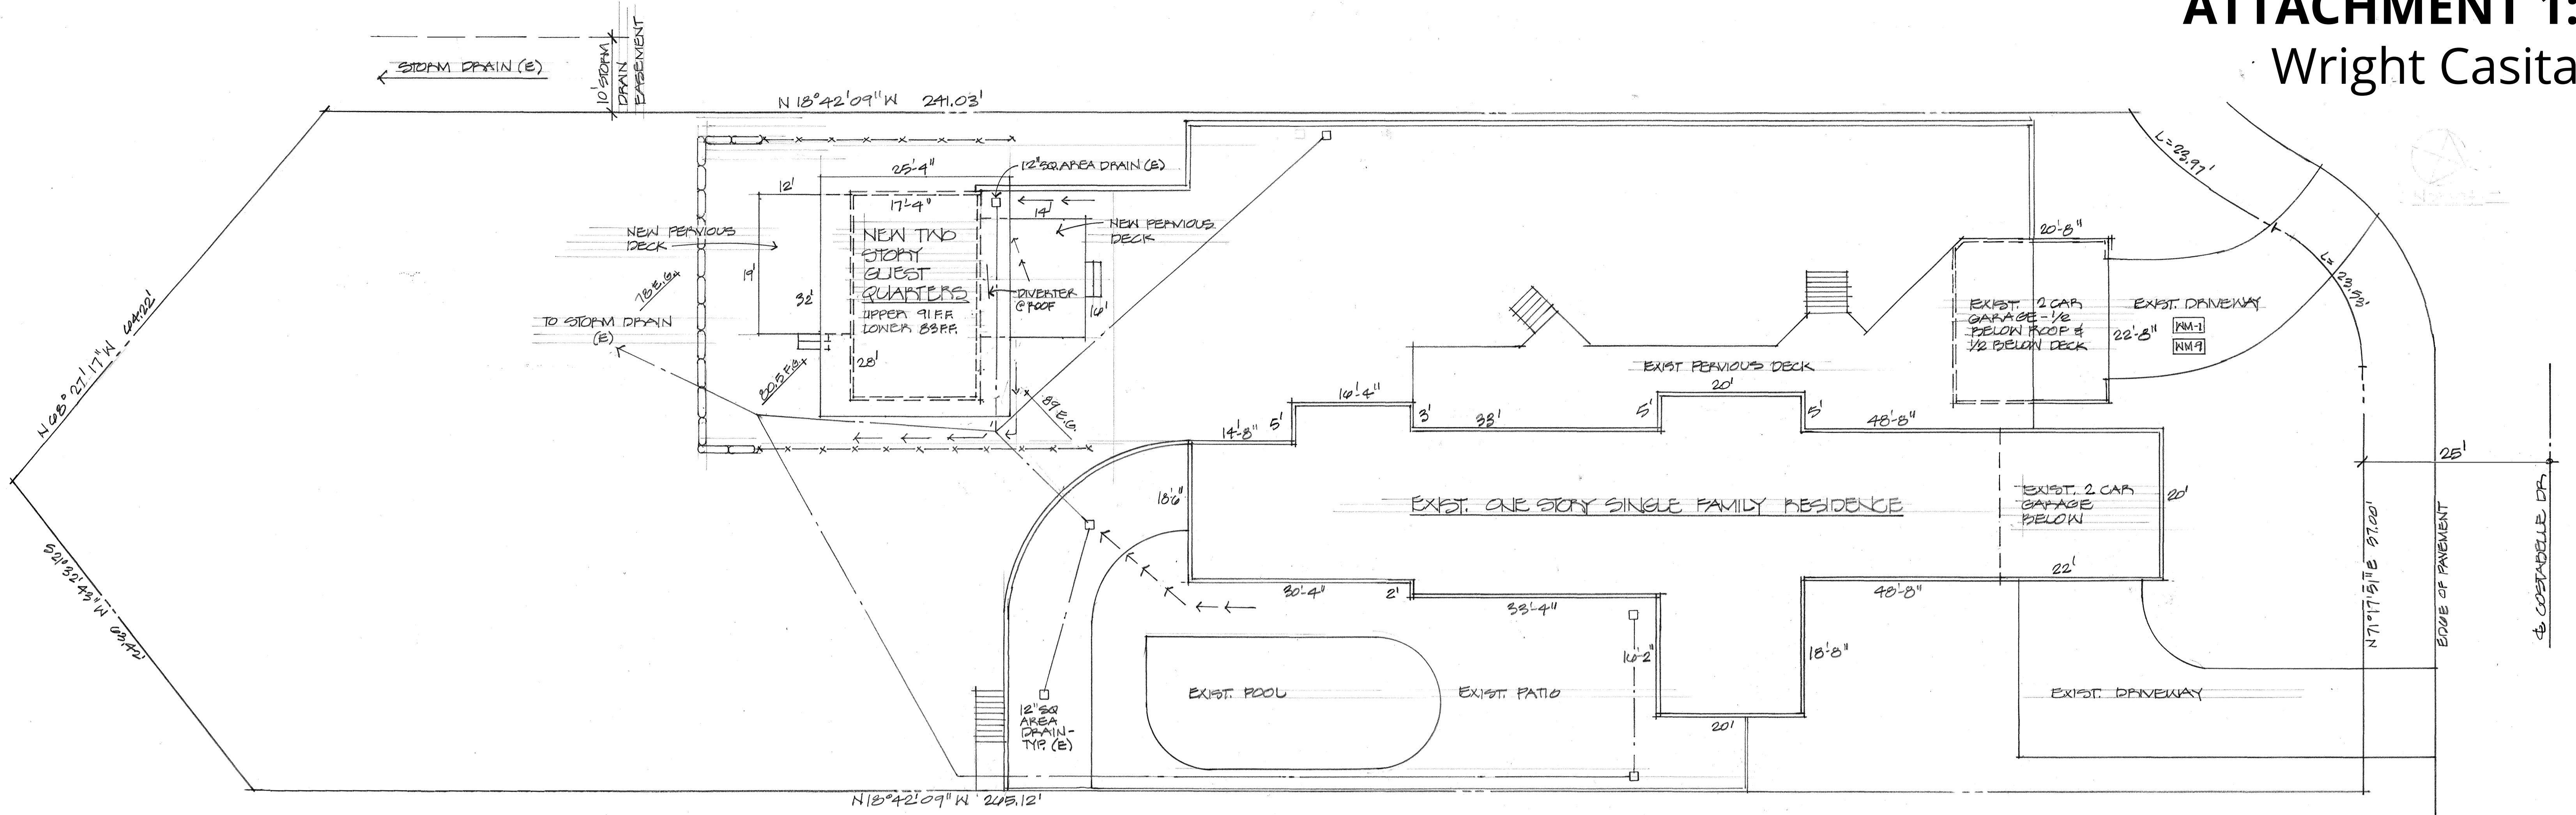 ATTACHMENT 1:
Wright Casita
STORM DRAIN (E)
10' STORM
DRAIN
EASEMENT
N 18°42'09" W 241.03'
L=23.97'
L=
23.53'
25'-4"
12'
12" SQ AREA DRAIN (E)
17'-4"
14'
NEW PERVIOUS
DECK
NEW PERVIOUS
DECK
NEW TWO
STORY
GUEST
QUARTERS
UPPER 91 F.F.
LOWER 83 F.F.
19'
32'
28'
DIVERTER
@ ROOF
16'
78 E.G.
TO STORM DRAIN
(E)
80.5 F.G.
89 E.G.
20'-8"
EXIST. 2 CAR
GARAGE - 1/2
BELOW ROOF &
1/2 BELOW DECK
22'-8"
EXIST. DRIVEWAY
WM-1
WM-9
EXIST PERVIOUS DECK
N 68° 27' 17" W 64.22'
14'-8"
5'
16'-4"
3'
33'
5'
20'
5'
48'-8"
25'
18'6"
EXIST. ONE STORY SINGLE FAMILY RESIDENCE
EXIST. 2 CAR
GARAGE
BELOW
20'
22'
30'-4"
2'
33'-4"
48'-8"
N 71°17'51" E 57.00'
EDGE OF PAVEMENT
℄ COSTABELLE DR.
S21°32'43" W 63.42'
16'-2"
18'-8"
EXIST. POOL
EXIST. PATIO
EXIST. DRIVEWAY
12" SQ
AREA
DRAIN-
TYP. (E)
20'
N 18°42'09" W 265.12'